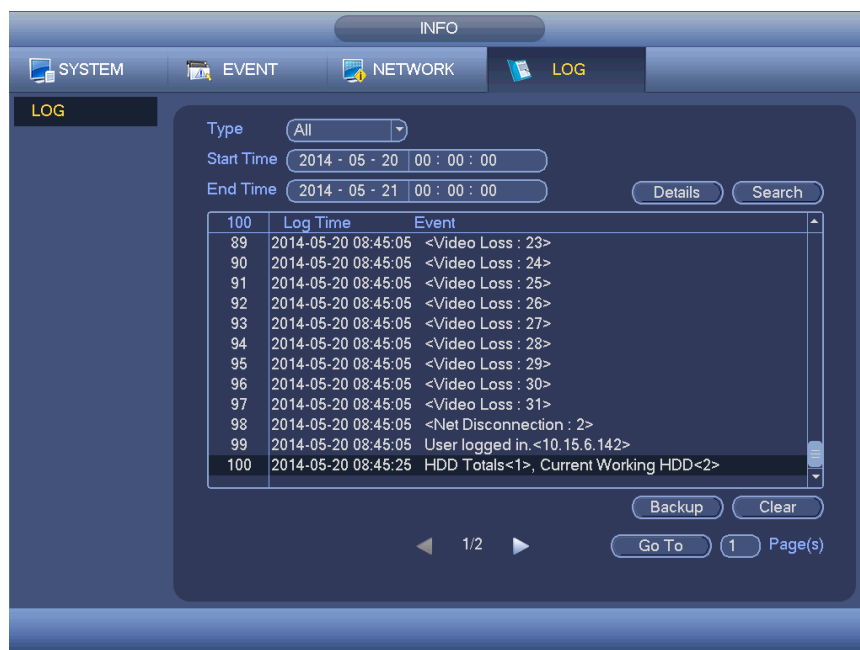 INFO
SYSTEM EVENT NETWORK LOG
LOG
Type All
Start Time 2014 - 05 - 20 00 : 00 : 00
End Time 2014 - 05 - 21 00 : 00 : 00 Details Search
100 Log Time Event
89 2014-05-20 08:45:05 <Video Loss : 23>
90 2014-05-20 08:45:05 <Video Loss : 24>
91 2014-05-20 08:45:05 <Video Loss : 25>
92 2014-05-20 08:45:05 <Video Loss : 26>
93 2014-05-20 08:45:05 <Video Loss : 27>
94 2014-05-20 08:45:05 <Video Loss : 28>
95 2014-05-20 08:45:05 <Video Loss : 29>
96 2014-05-20 08:45:05 <Video Loss : 30>
97 2014-05-20 08:45:05 <Video Loss : 31>
98 2014-05-20 08:45:05 <Net Disconnection : 2>
99 2014-05-20 08:45:05 User logged in.<10.15.6.142>
100 2014-05-20 08:45:25 HDD Totals<1>, Current Working HDD<2>
Backup Clear
1/2 Go To 1 Page(s)